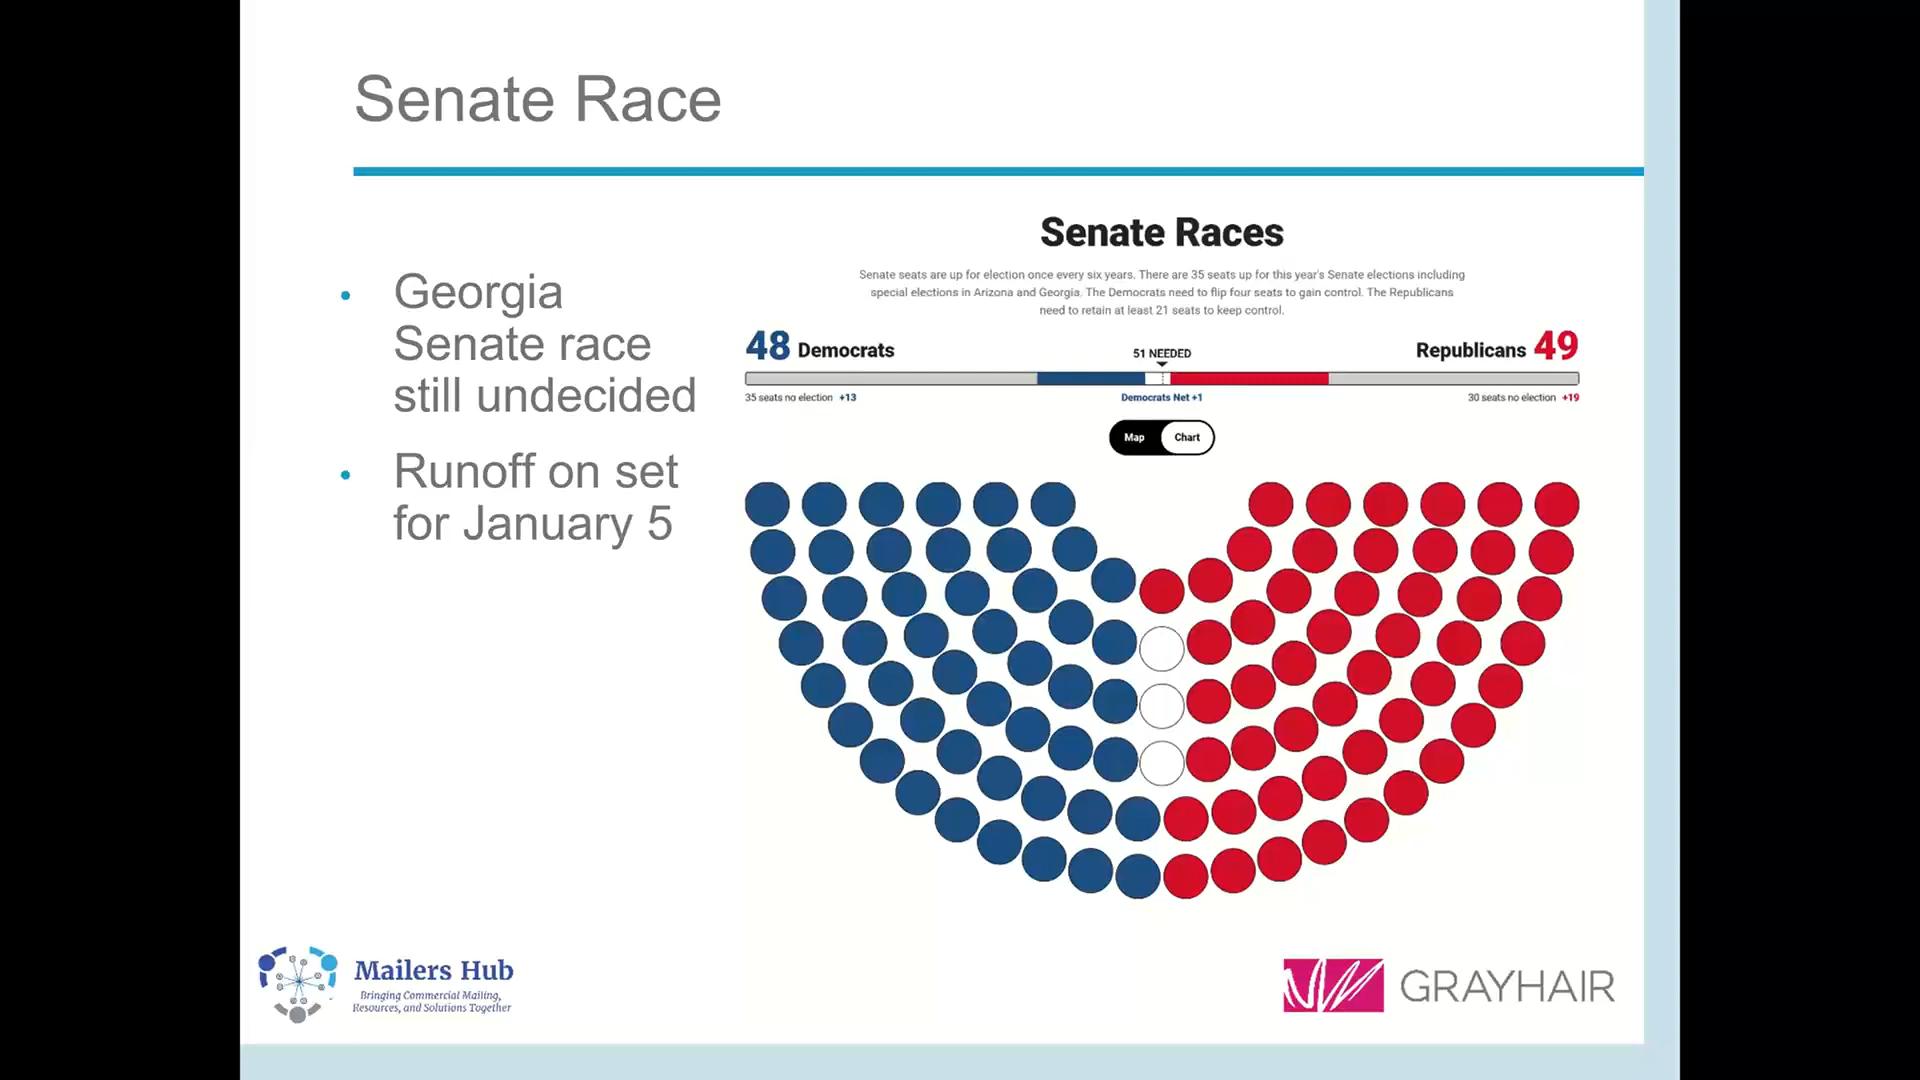 Senate Race
• Georgia
Senate race
still undecided
• Runoff on set
for January 5
Senate Races
Senate seats are up for election once every six years. There are 35 seats up for this year's Senate elections including
special elections in Arizona and Georgia. The Democrats need to flip four seats to gain control. The Republicans
need to retain at least 21 seats to keep control.
48 Democrats
51 NEEDED
Republicans 49
35 seats no election +13
Democrats Net +1
30 seats no election +19
Map Chart
Mailers Hub
Bringing Commercial Mailing,
Resources, and Solutions Together
GRAYHAIR